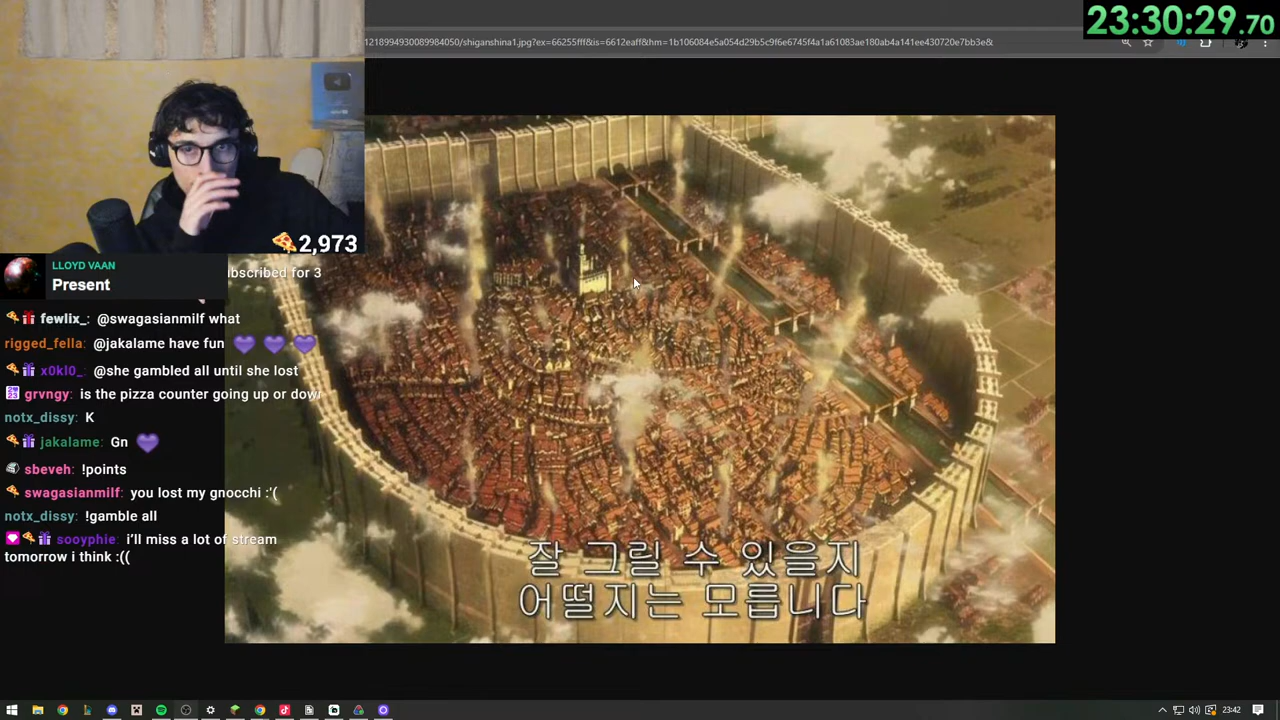 23:30:29.70
1218994930089984050/shiganshina1.jpg?ex=66255fff&is=6612eaff&hm=1b106084e5a054d29b5c9f6e6745f4a1a61083ae180ab4a141ee430720e7bb3e&
2,973
LLOYD VAAN
Present
ubscribed for 3
fewlix_: @swagasianmilf what
rigged_fella: @jakalame have fun
x0kl0_: @she gambled all until she lost
grvngy: is the pizza counter going up or down
notx_dissy: K
jakalame: Gn
sbeveh: !points
swagasianmilf: you lost my gnocchi :'(
notx_dissy: !gamble all
sooyphie: i'll miss a lot of stream
tomorrow i think :((
잘 그릴 수 있을지
어떨지는 모릅니다
23:42